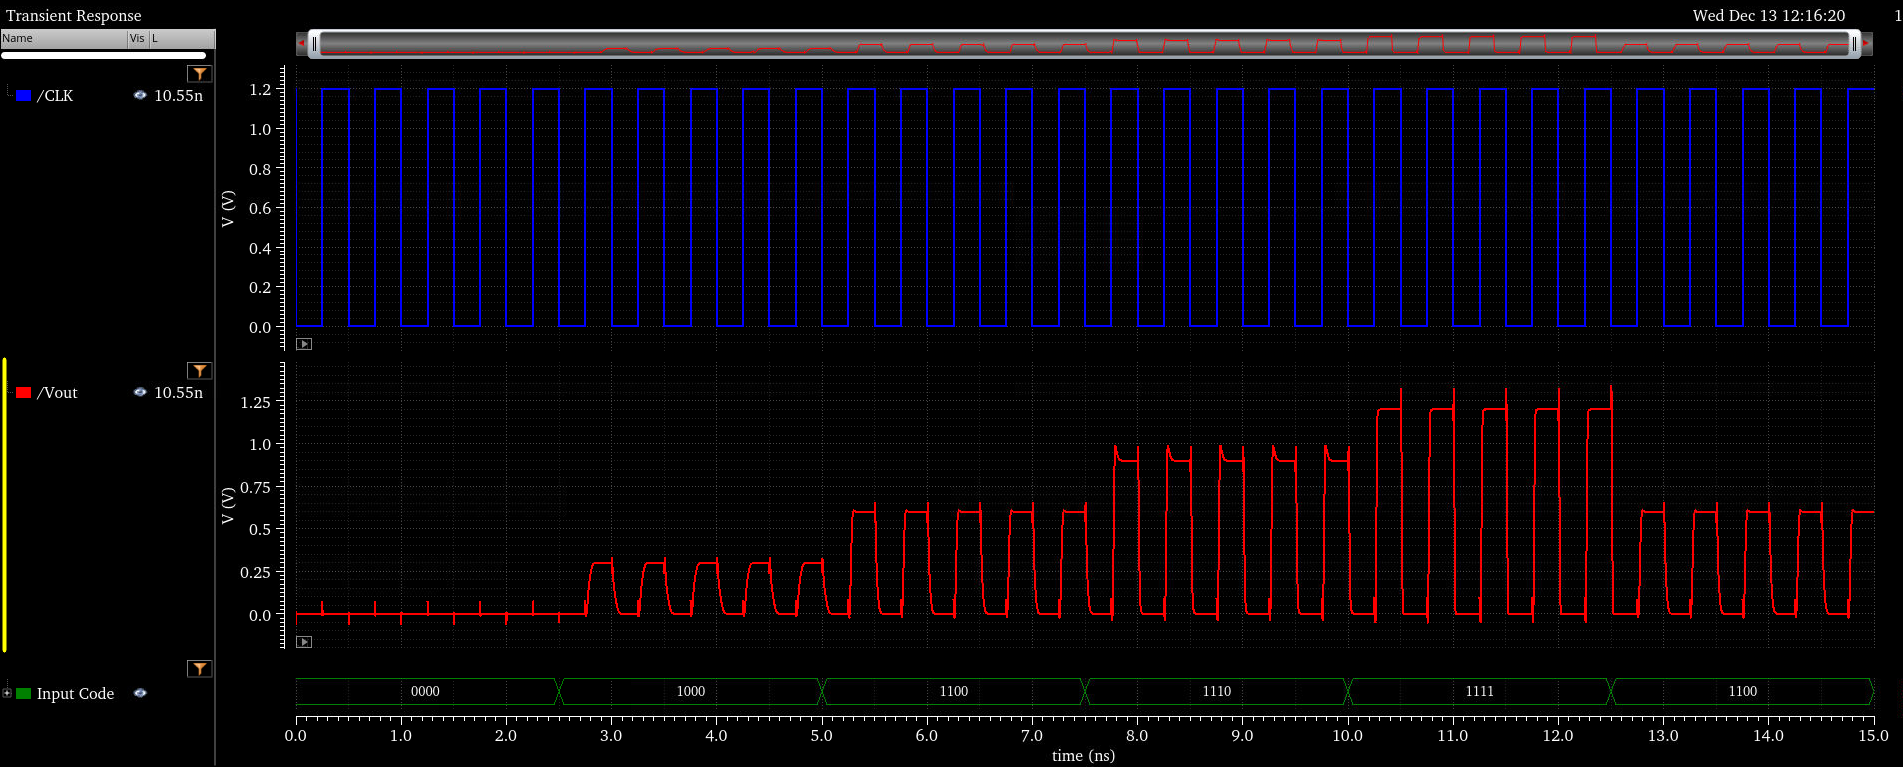 Transient Response
Wed Dec 13 12:16:20
1
Name Vis L
/CLK 10.55n
V (V)
1.2
1.0
0.8
0.6
0.4
0.2
0.0
/Vout 10.55n
V (V)
1.25
1.0
0.75
0.5
0.25
0.0
Input Code
0000 1000 1100 1110 1111 1100
0.0 1.0 2.0 3.0 4.0 5.0 6.0 7.0 8.0 9.0 10.0 11.0 12.0 13.0 14.0 15.0
time (ns)